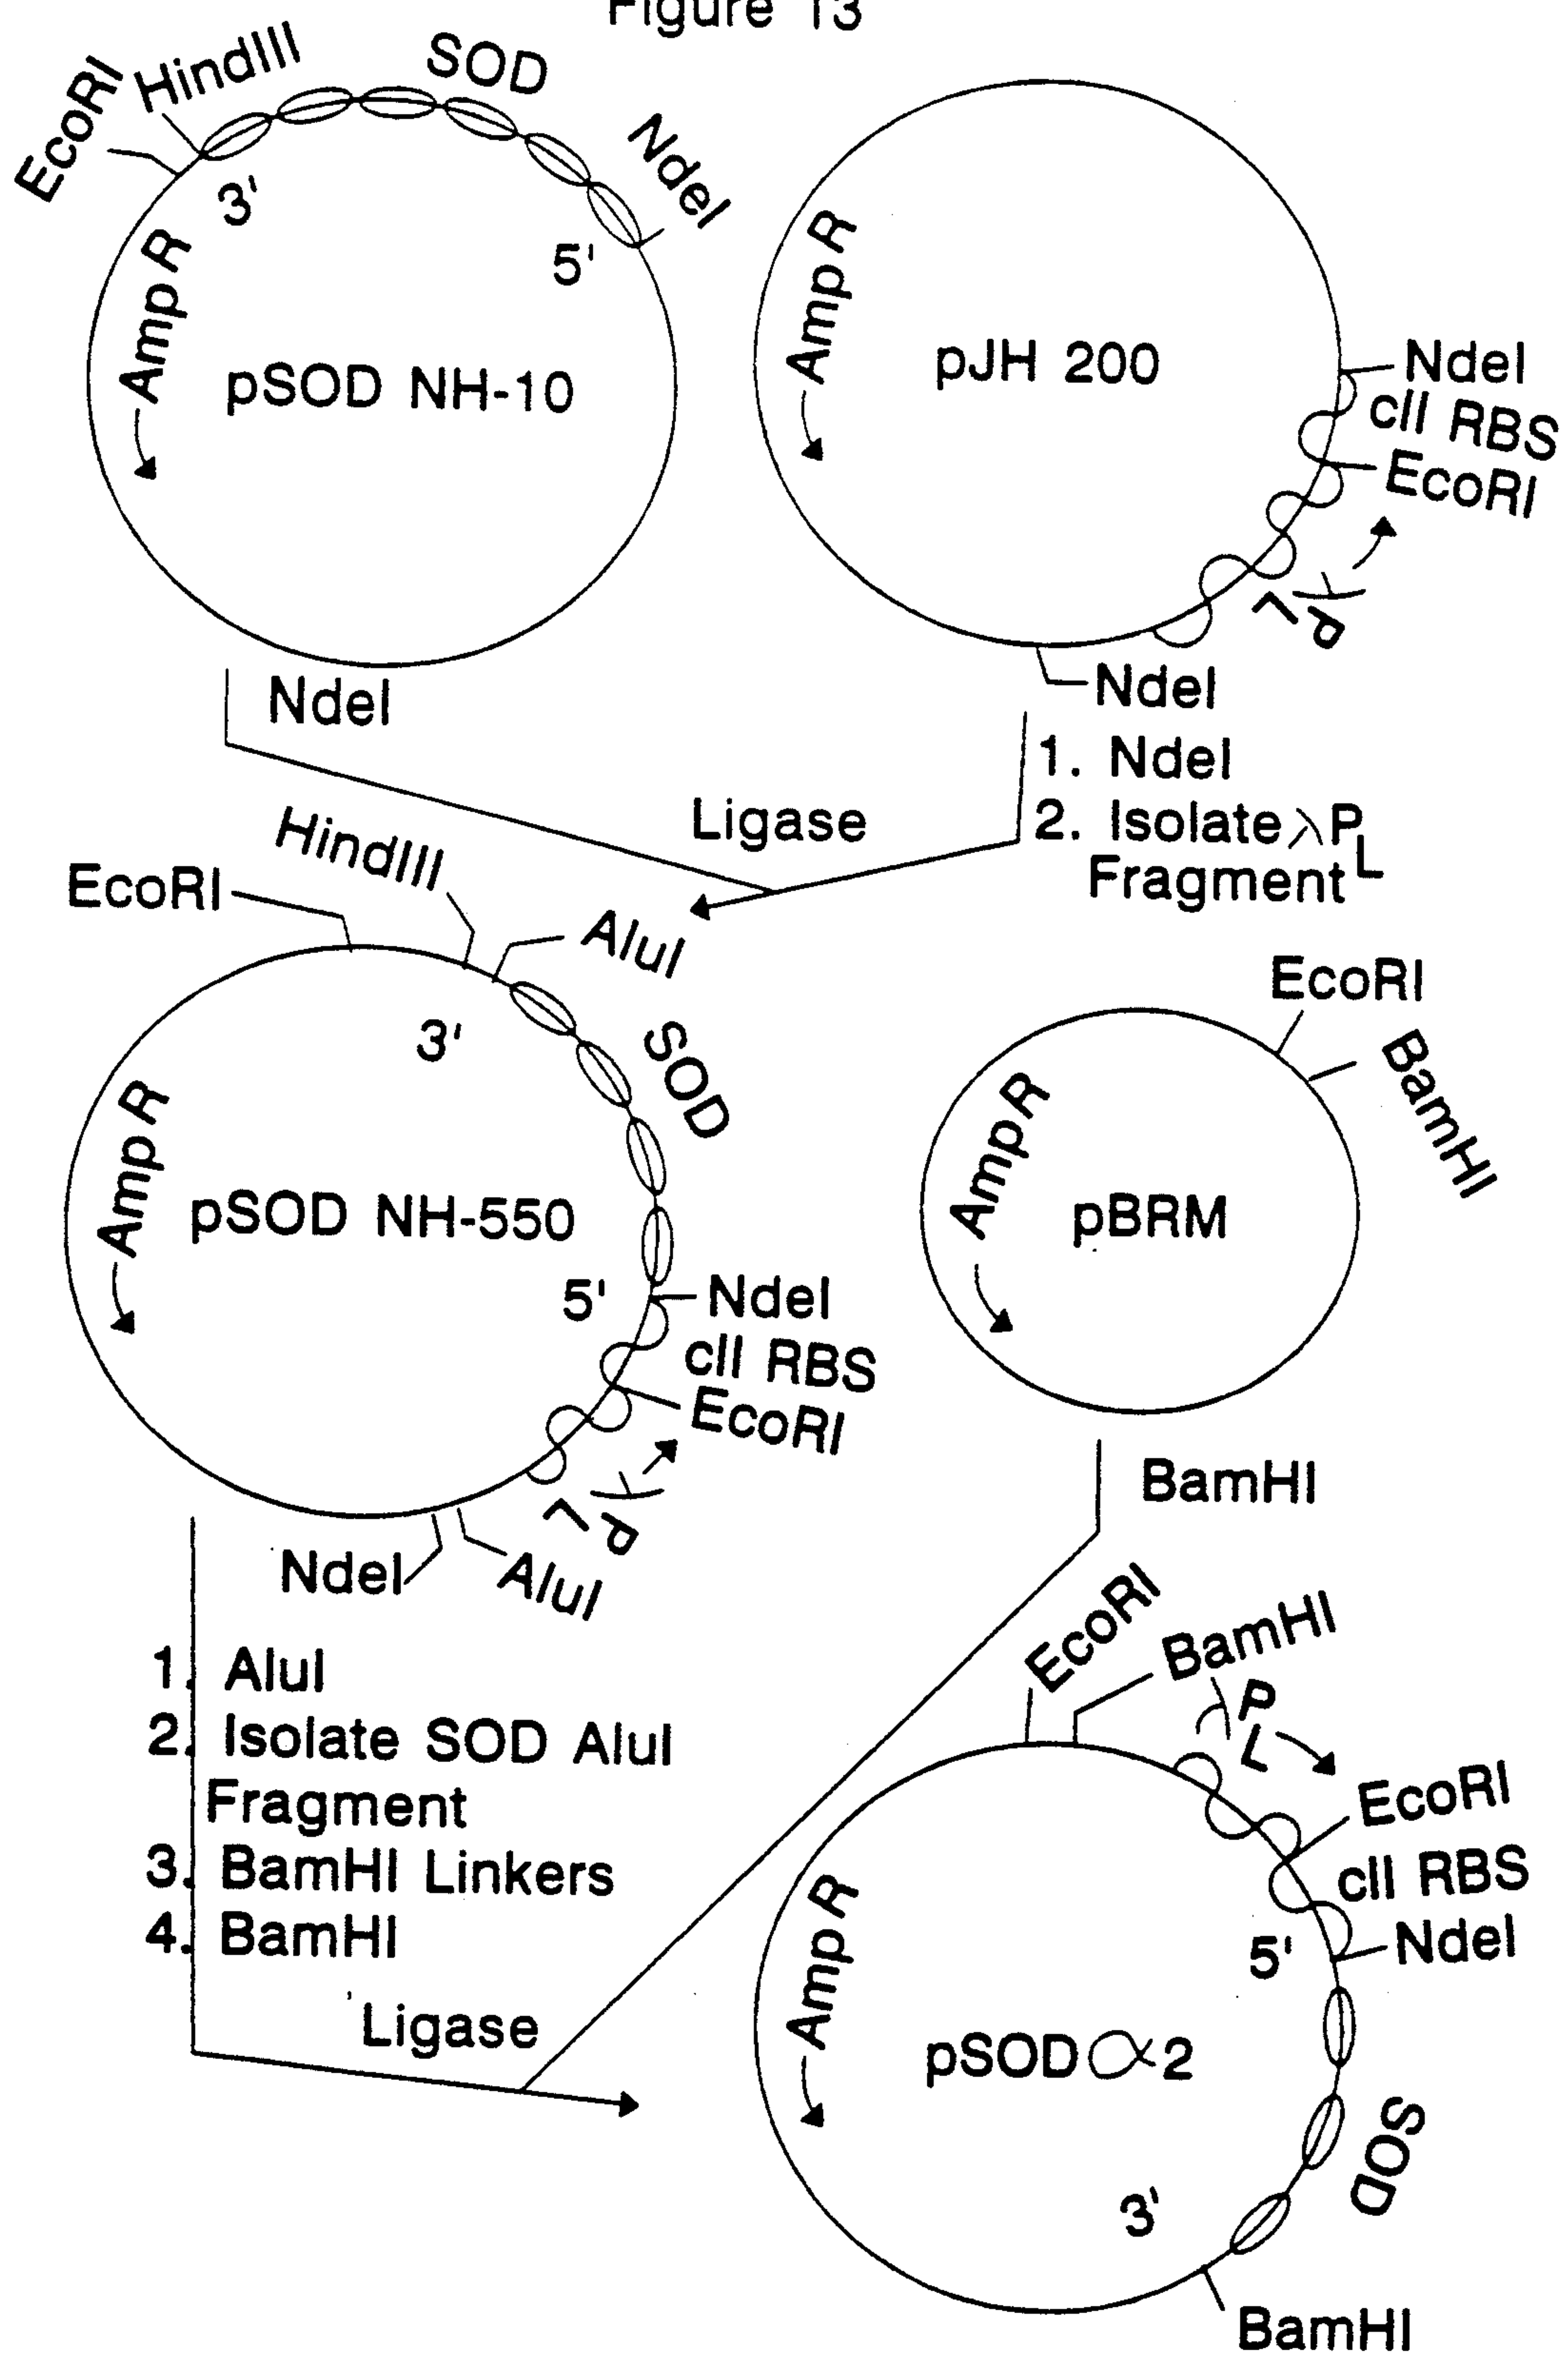 Figure 13
EcoRI
HindIII
SOD
NdeI
3'
5'
AmpR
pSOD NH-10
AmpR
pJH 200
NdeI
cII RBS
EcoRI
λPL
NdeI
NdeI
1. NdeI
2. Isolate λPL
Fragment
Ligase
EcoRI
HindIII
AluI
3'
SOD
AmpR
pSOD NH-550
5'
NdeI
cII RBS
EcoRI
λPL
NdeI
AluI
EcoRI
BamHI
AmpR
pBRM
BamHI
1. AluI
2. Isolate SOD AluI
Fragment
3. BamHI Linkers
4. BamHI
Ligase
EcoRI
BamHI
λPL
EcoRI
cII RBS
NdeI
5'
AmpR
pSODα2
SOD
3'
BamHI